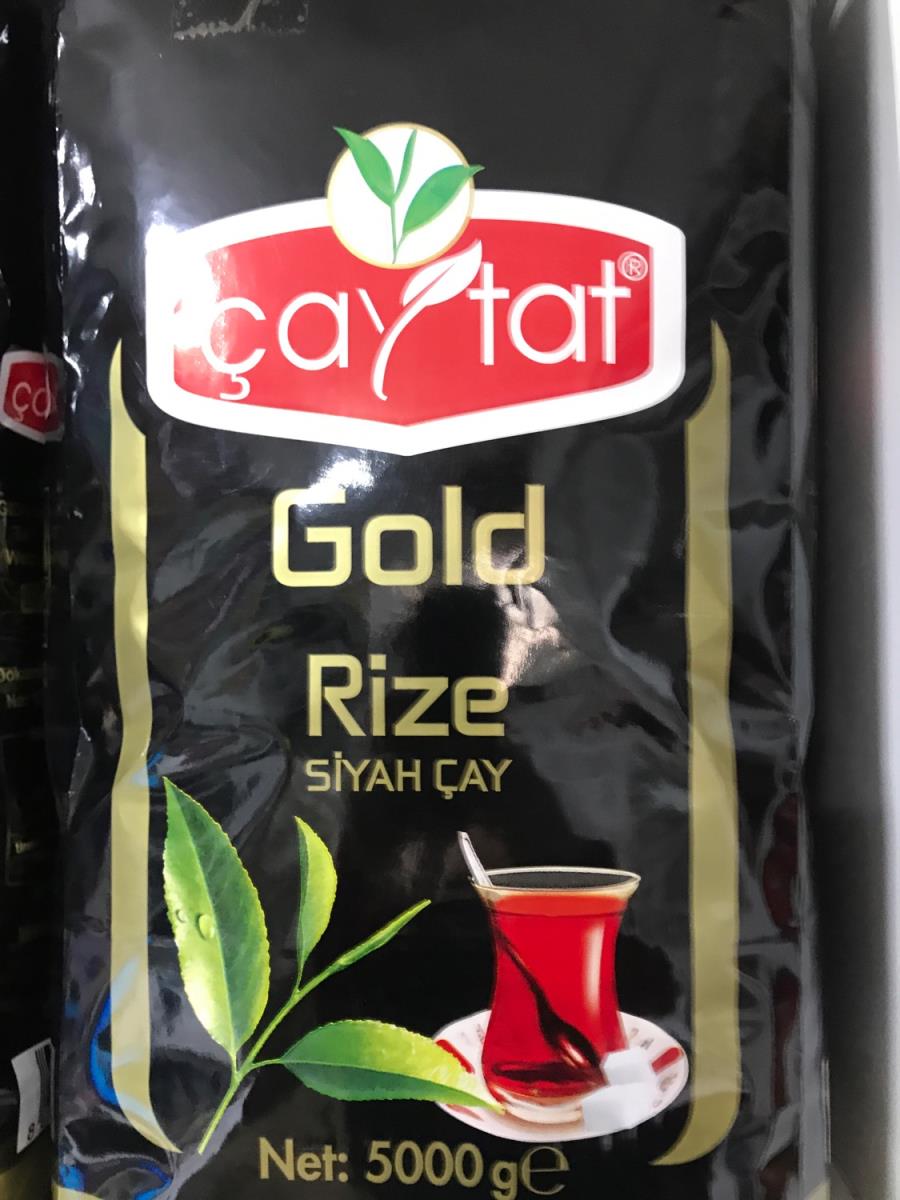 çaytat®
Gold
Rize
SİYAH ÇAY
Net: 5000 g℮